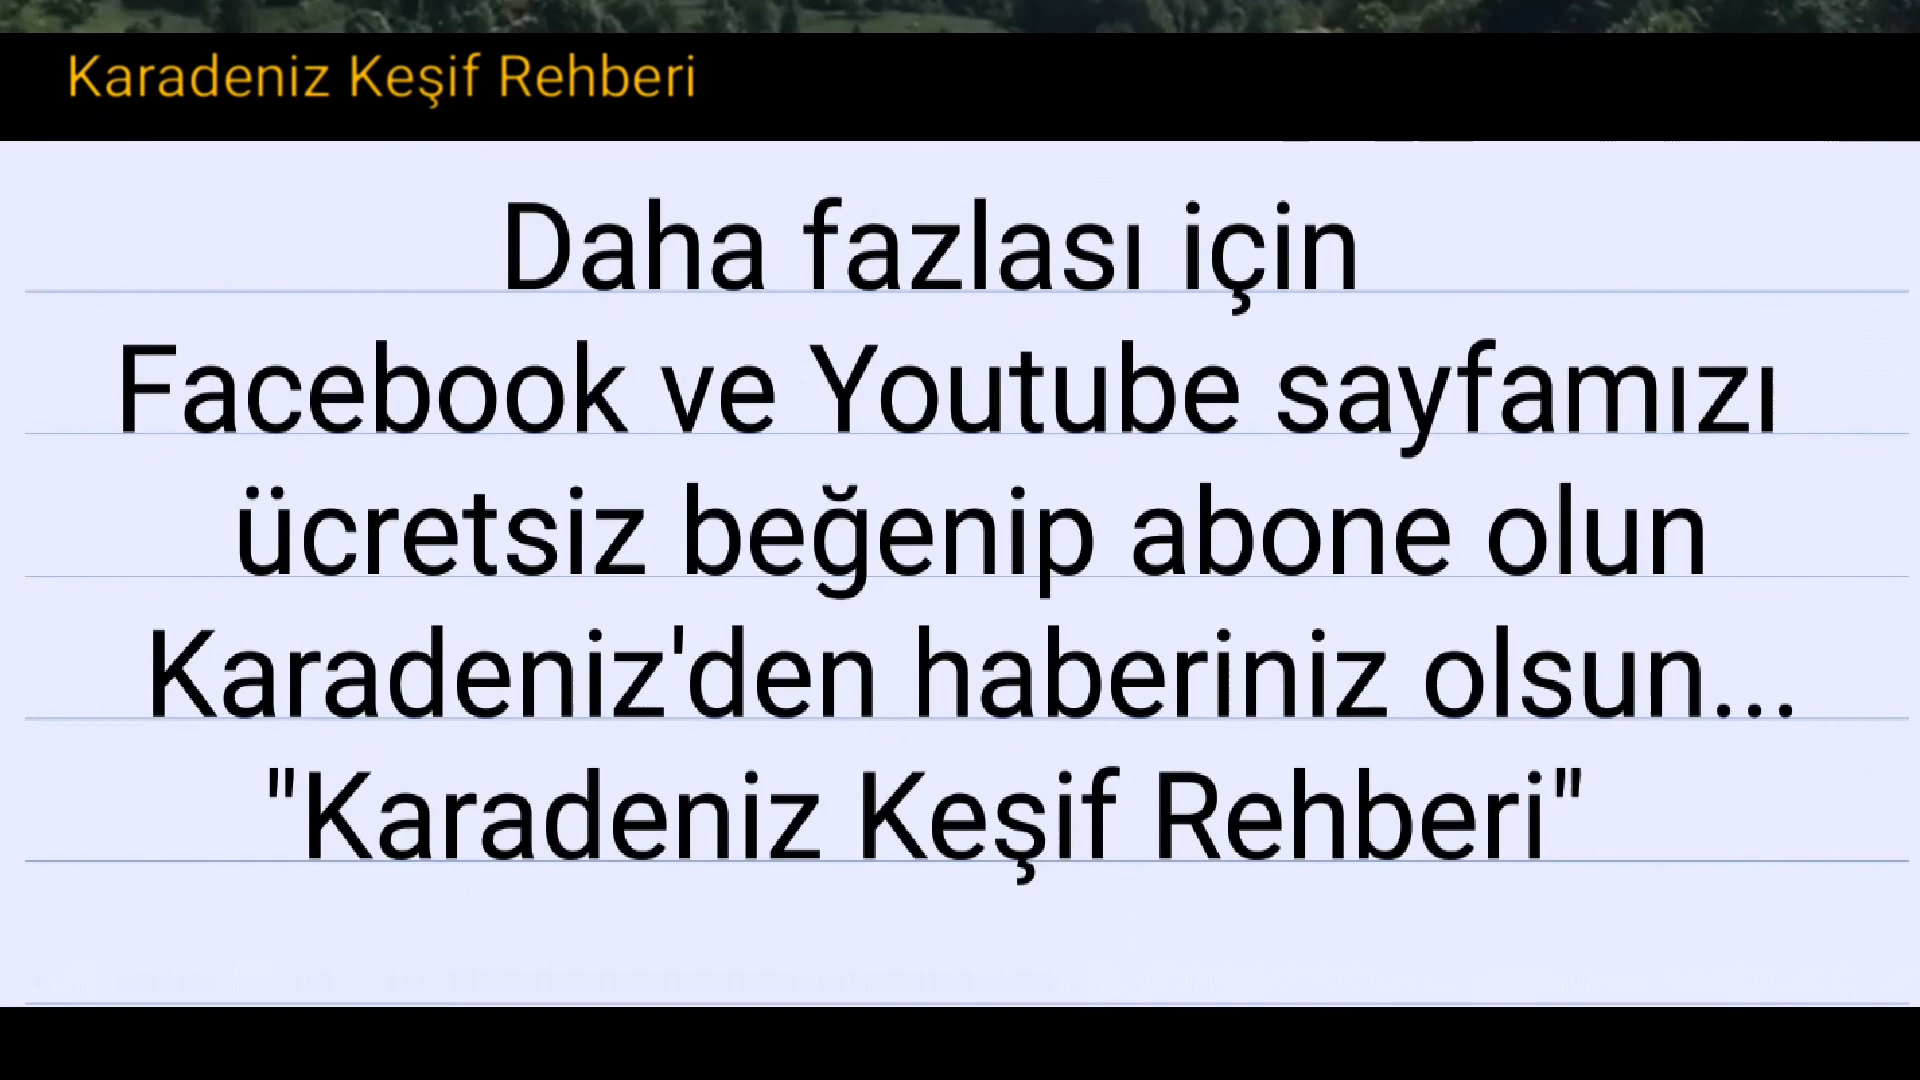 Karadeniz Keşif Rehberi
Daha fazlası için
Facebook ve Youtube sayfamızı
ücretsiz beğenip abone olun
Karadeniz'den haberiniz olsun...
"Karadeniz Keşif Rehberi"